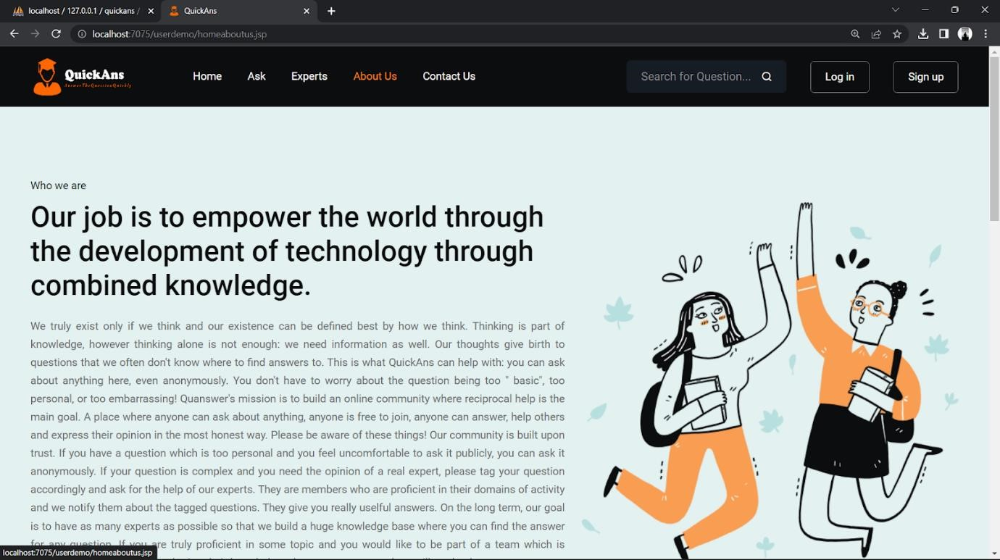 localhost / 127.0.0.1 / quickans /
QuickAns
localhost:7075/userdemo/homeaboutus.jsp
QuickAns
AnswerTheQuestionQuickly
Home
Ask
Experts
About Us
Contact Us
Search for Question...
Log in
Sign up
Who we are
Our job is to empower the world through
the development of technology through
combined knowledge.
We truly exist only if we think and our existence can be defined best by how we think. Thinking is part of
knowledge, however thinking alone is not enough: we need information as well. Our thoughts give birth to
questions that we often don't know where to find answers to. This is what QuickAns can help with: you can ask
about anything here, even anonymously. You don't have to worry about the question being too " basic", too
personal, or too embarrassing! Quanswer's mission is to build an online community where reciprocal help is the
main goal. A place where anyone can ask about anything, anyone is free to join, anyone can answer, help others
and express their opinion in the most honest way. Please be aware of these things! Our community is built upon
trust. If you have a question which is too personal and you feel uncomfortable to ask it publicly, you can ask it
anonymously. If your question is complex and you need the opinion of a real expert, please tag your question
accordingly and ask for the help of our experts. They are members who are proficient in their domains of activity
and we notify them about the tagged questions. They give you really uselful answers. On the long term, our goal
is to have as many experts as possible so that we build a huge knowledge base where you can find the answer
for any question. If you are truly proficient in some topic and you would like to be part of a team which is
localhost:7075/userdemo/homeaboutus.jsp